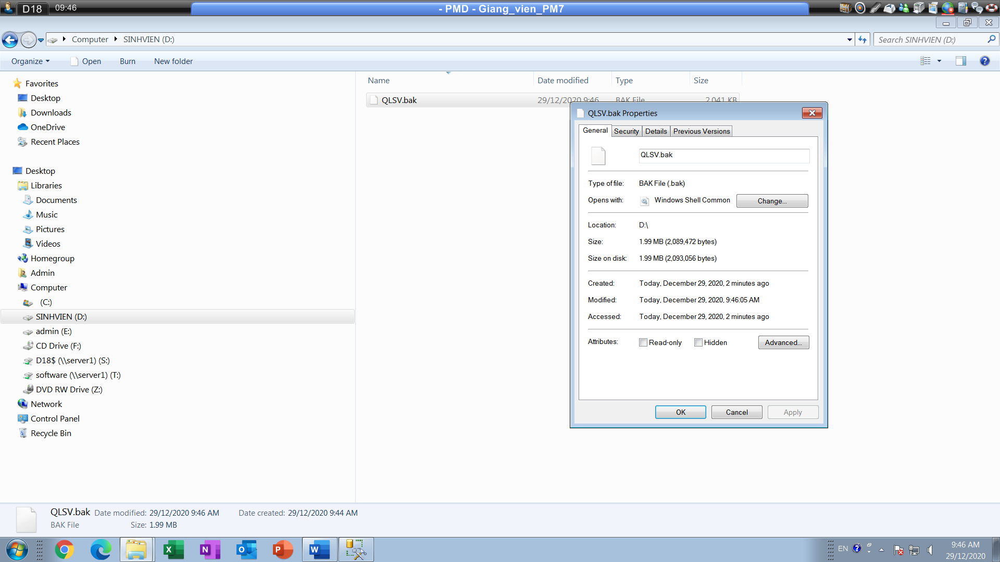 D18
09:46
- PMD - Giang_vien_PM7
Computer
SINHVIEN (D:)
Search SINHVIEN (D:)
Organize
Open
Burn
New folder
Favorites
Desktop
Downloads
OneDrive
Recent Places
Desktop
Libraries
Documents
Music
Pictures
Videos
Homegroup
Admin
Computer
(C:)
SINHVIEN (D:)
admin (E:)
CD Drive (F:)
D18$ (\\server1) (S:)
software (\\server1) (T:)
DVD RW Drive (Z:)
Network
Control Panel
Recycle Bin
Name
Date modified
Type
Size
QLSV.bak
29/12/2020 9:46
BAK File
2,041 KB
QLSV.bak Properties
General
Security
Details
Previous Versions
QLSV.bak
Type of file:
BAK File (.bak)
Opens with:
Windows Shell Common
Change...
Location:
D:\
Size:
1.99 MB (2,089,472 bytes)
Size on disk:
1.99 MB (2,093,056 bytes)
Created:
Today, December 29, 2020, 2 minutes ago
Modified:
Today, December 29, 2020, 9:46:05 AM
Accessed:
Today, December 29, 2020, 2 minutes ago
Attributes:
Read-only
Hidden
Advanced...
OK
Cancel
Apply
QLSV.bak
Date modified: 29/12/2020 9:46 AM
Date created: 29/12/2020 9:44 AM
BAK File
Size: 1.99 MB
EN
9:46 AM
29/12/2020